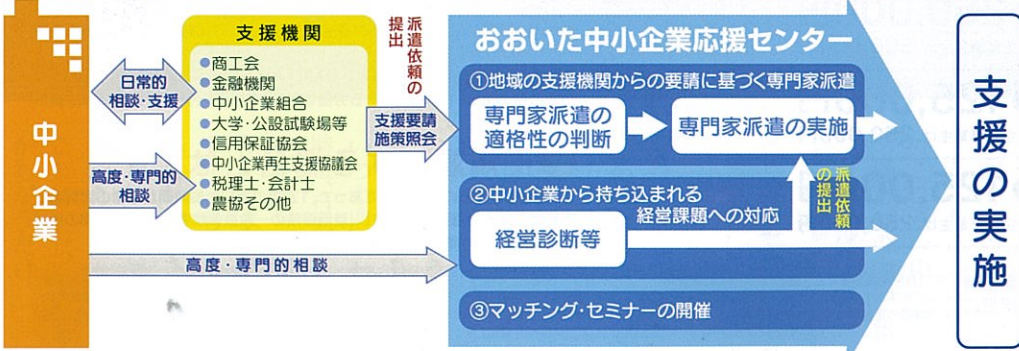 中小企業
日常的
相談・支援
高度・専門的
相談
支援機関
●商工会
●金融機関
●中小企業組合
●大学・公設試験場等
●信用保証協会
●中小企業再生支援協議会
●税理士・会計士
●農協その他
派遣依頼の
提出
支援要請
施策照会
高度・専門的相談
おおいた中小企業応援センター
①地域の支援機関からの要請に基づく専門家派遣
専門家派遣の
適格性の判断
専門家派遣の実施
②中小企業から持ち込まれる
経営課題への対応
経営診断等
派遣依頼
の提出
③マッチング・セミナーの開催
支援の実施